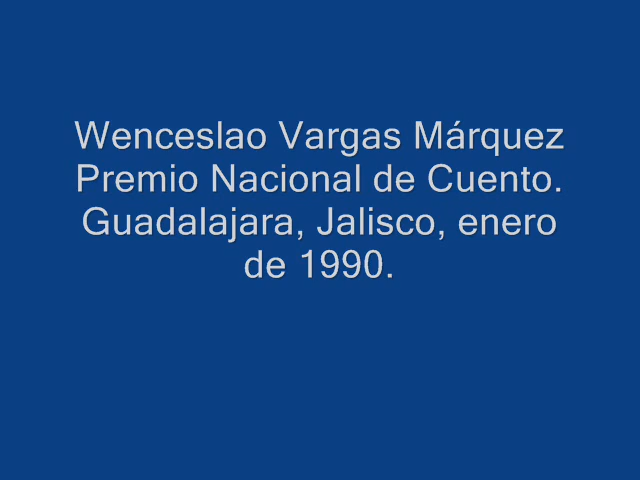 Wenceslao Vargas Márquez
Premio Nacional de Cuento.
Guadalajara, Jalisco, enero
de 1990.